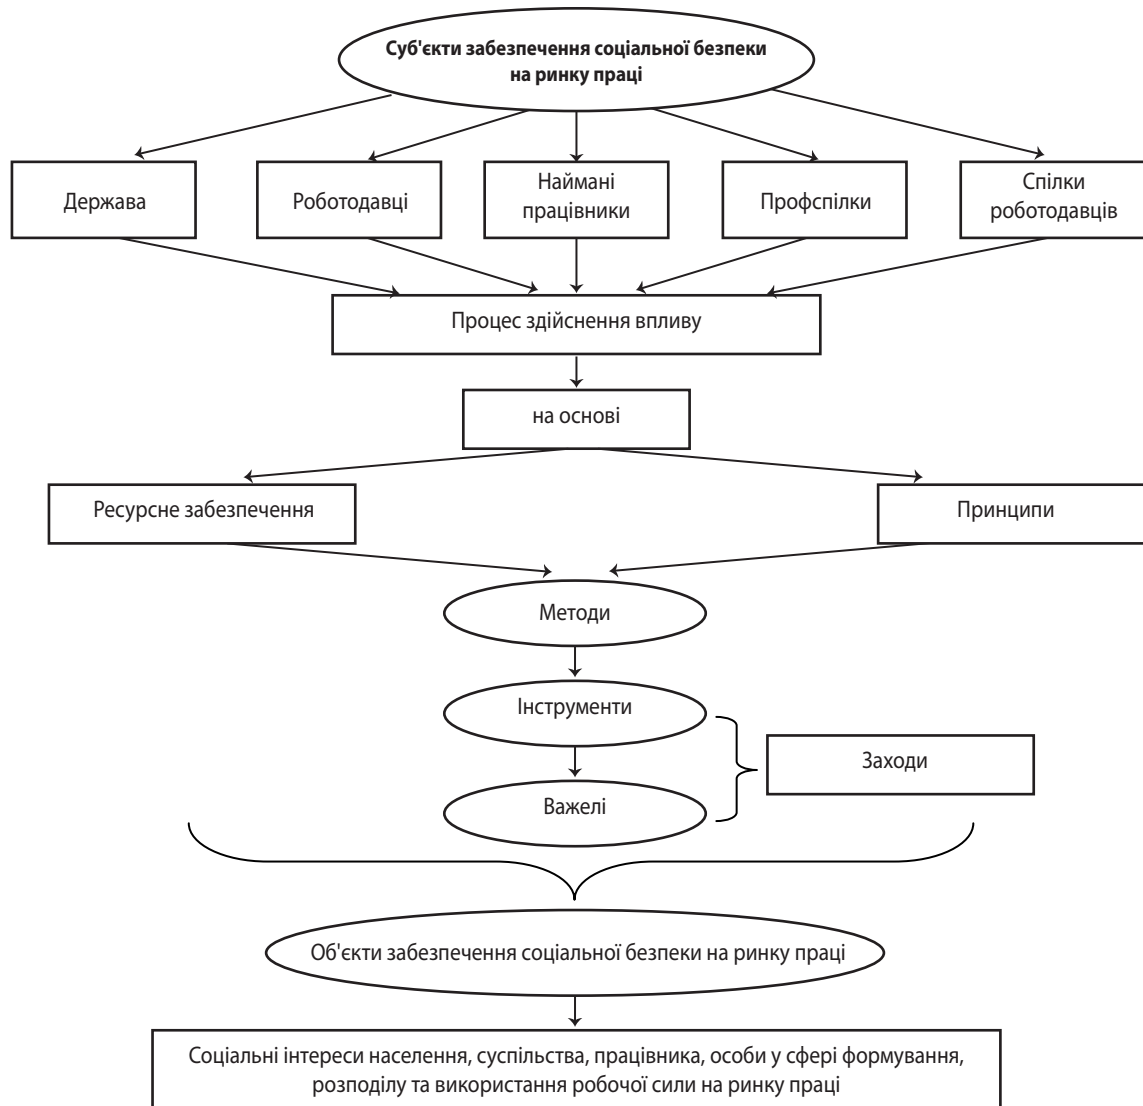 Суб'єкти забезпечення соціальної безпеки
на ринку праці
Держава
Роботодавці
Наймані
працівники
Профспілки
Спілки
роботодавців
Процес здійснення впливу
на основі
Ресурсне забезпечення
Принципи
Методи
Інструменти
Заходи
Важелі
Об'єкти забезпечення соціальної безпеки на ринку праці
Соціальні інтереси населення, суспільства, працівника, особи у сфері формування,
розподілу та використання робочої сили на ринку праці